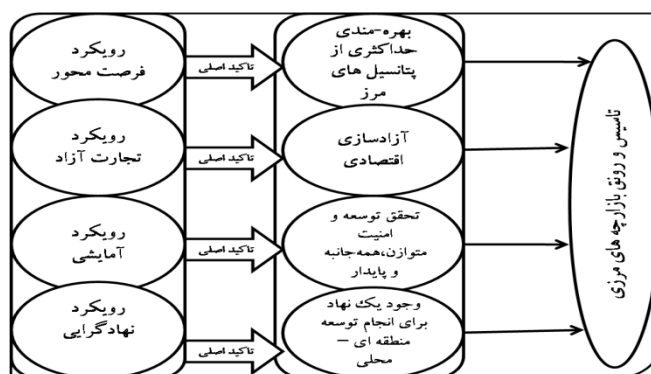 رویکرد
فرصت محور
تاکید اصلی
بهره-مندی
حداکثری از
پتانسیل های
مرز
رویکرد
تجارت آزاد
تاکید اصلی
آزادسازی
اقتصادی
رویکرد
آمایشی
تاکید اصلی
تحقق توسعه و
امنیت
متوازن،همه‌جانبه
و پایدار
رویکرد
نهادگرایی
تاکید اصلی
وجود یک نهاد
برای انجام توسعه
منطقه ای –
محلی
تاسیس و رونق بازارچه های مرزی